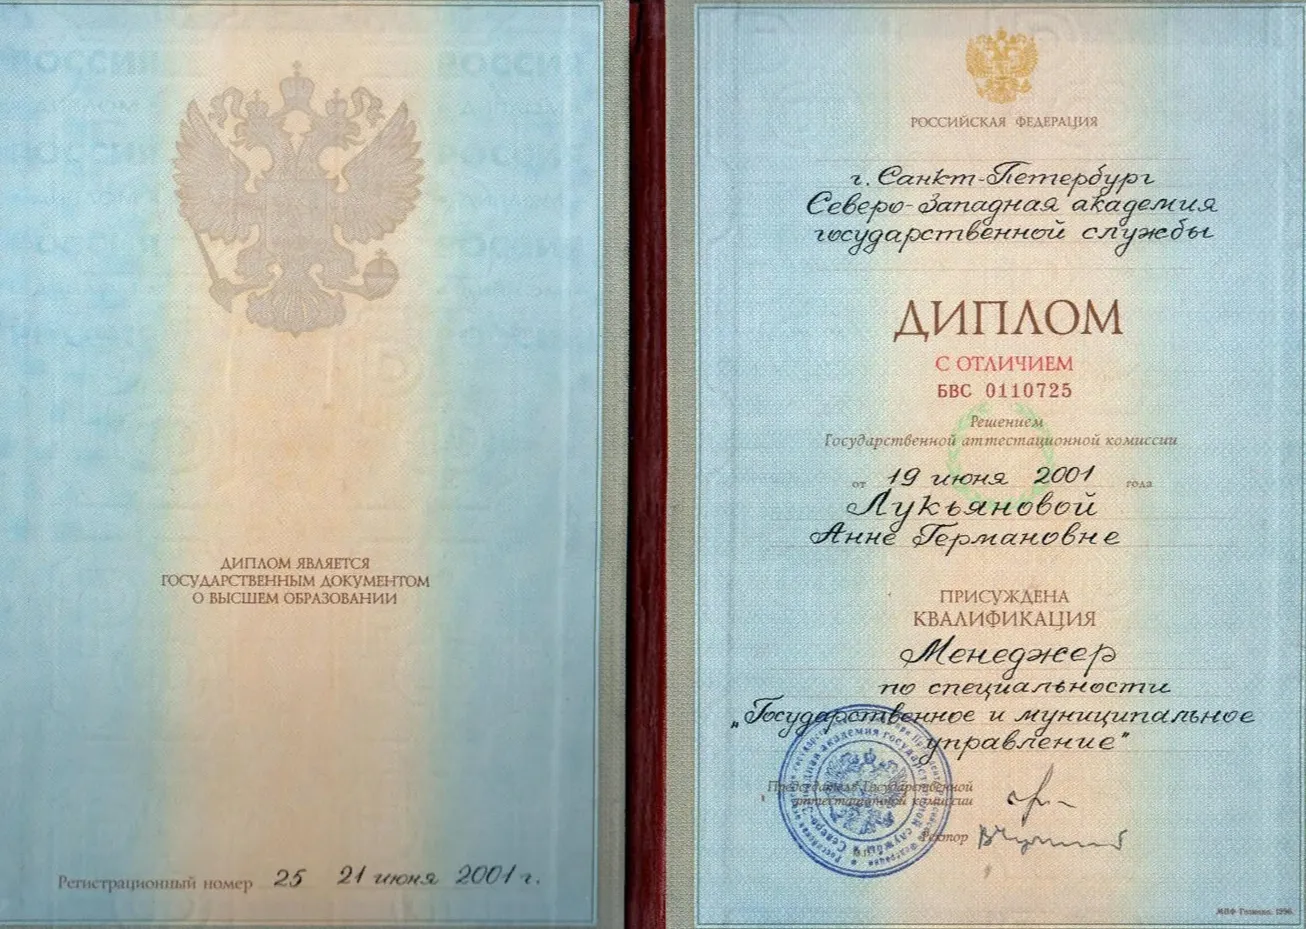 ДИПЛОМ ЯВЛЯЕТСЯ
ГОСУДАРСТВЕННЫМ ДОКУМЕНТОМ
О ВЫСШЕМ ОБРАЗОВАНИИ
Регистрационный номер 25 21 июня 2001 г.
РОССИЙСКАЯ ФЕДЕРАЦИЯ
г. Санкт-Петербург
Северо-Западная академия
государственной службы
ДИПЛОМ
С ОТЛИЧИЕМ
БВС 0110725
Решением
Государственной аттестационной комиссии
от 19 июня 2001 года
Лукьяновой
Анне Германовне
ПРИСУЖДЕНА
КВАЛИФИКАЦИЯ
Менеджер
по специальности
„Государственное и муниципальное
управление"
Председатель Государственной
аттестационной комиссии
Ректор